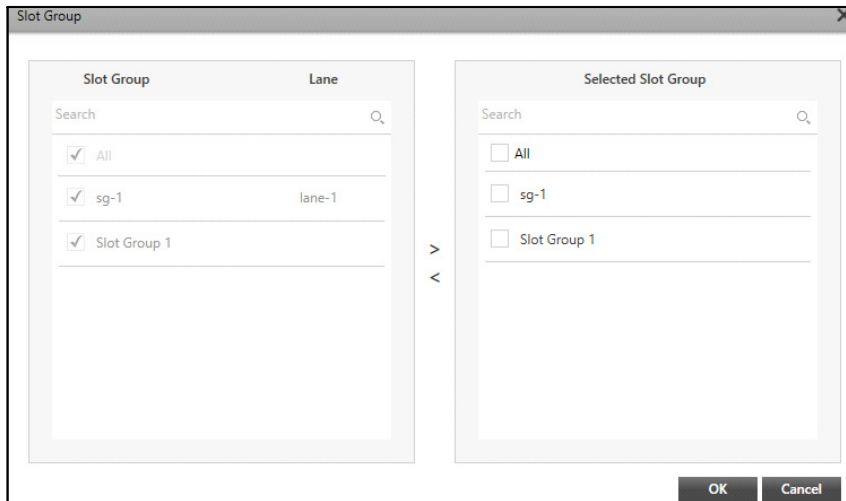 Slot Group
Slot Group Lane
Search
All
sg-1 lane-1
Slot Group 1
>
<
Selected Slot Group
Search
All
sg-1
Slot Group 1
OK Cancel